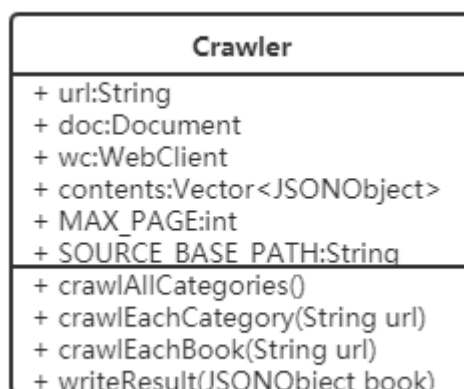 Crawler
+ url:String
+ doc:Document
+ wc:WebClient
+ contents:Vector<JSONObject>
+ MAX_PAGE:int
+ SOURCE_BASE_PATH:String
+ crawlAllCategories()
+ crawlEachCategory(String url)
+ crawlEachBook(String url)
+ writeResult(JSONObject book)